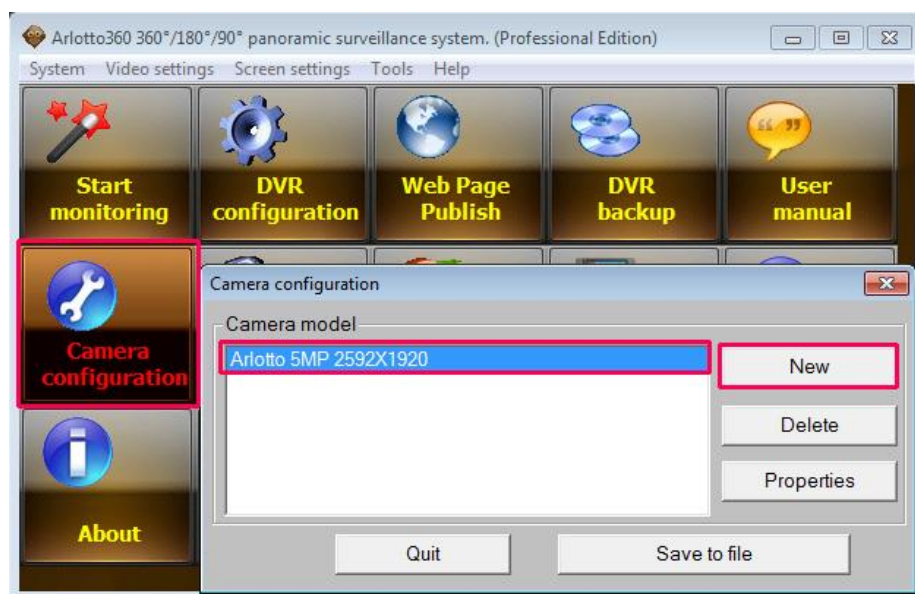 Arlotto360 360°/180°/90° panoramic surveillance system. (Professional Edition)
System Video settings Screen settings Tools Help
Start
monitoring
DVR
configuration
Web Page
Publish
DVR
backup
User
manual
Camera
configuration
About
Camera configuration
Camera model
Arlotto 5MP 2592X1920
New
Delete
Properties
Quit
Save to file